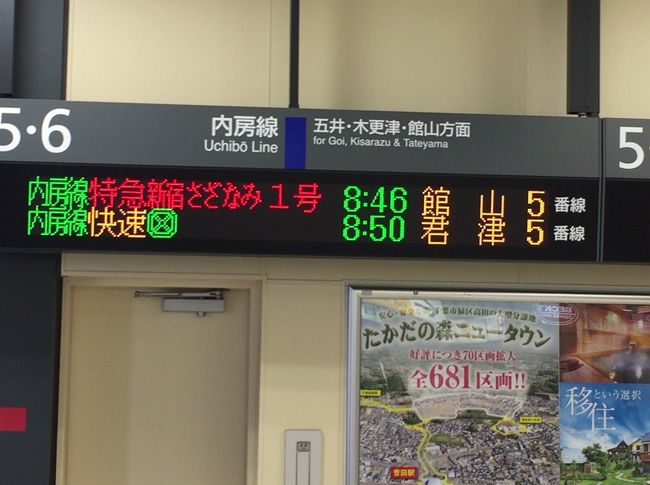 5・6
内房線
Uchibō Line
五井・木更津・館山方面
for Goi, Kisarazu & Tateyama
5
内房線特急新宿さざなみ1号 8:46 館山 5 番線
内房線快速 8:50 君津 5 番線
たかだの森ニュータウン
好評につき70区画拡大
全681区画!!
誉田駅
BECK'S
移住という選択